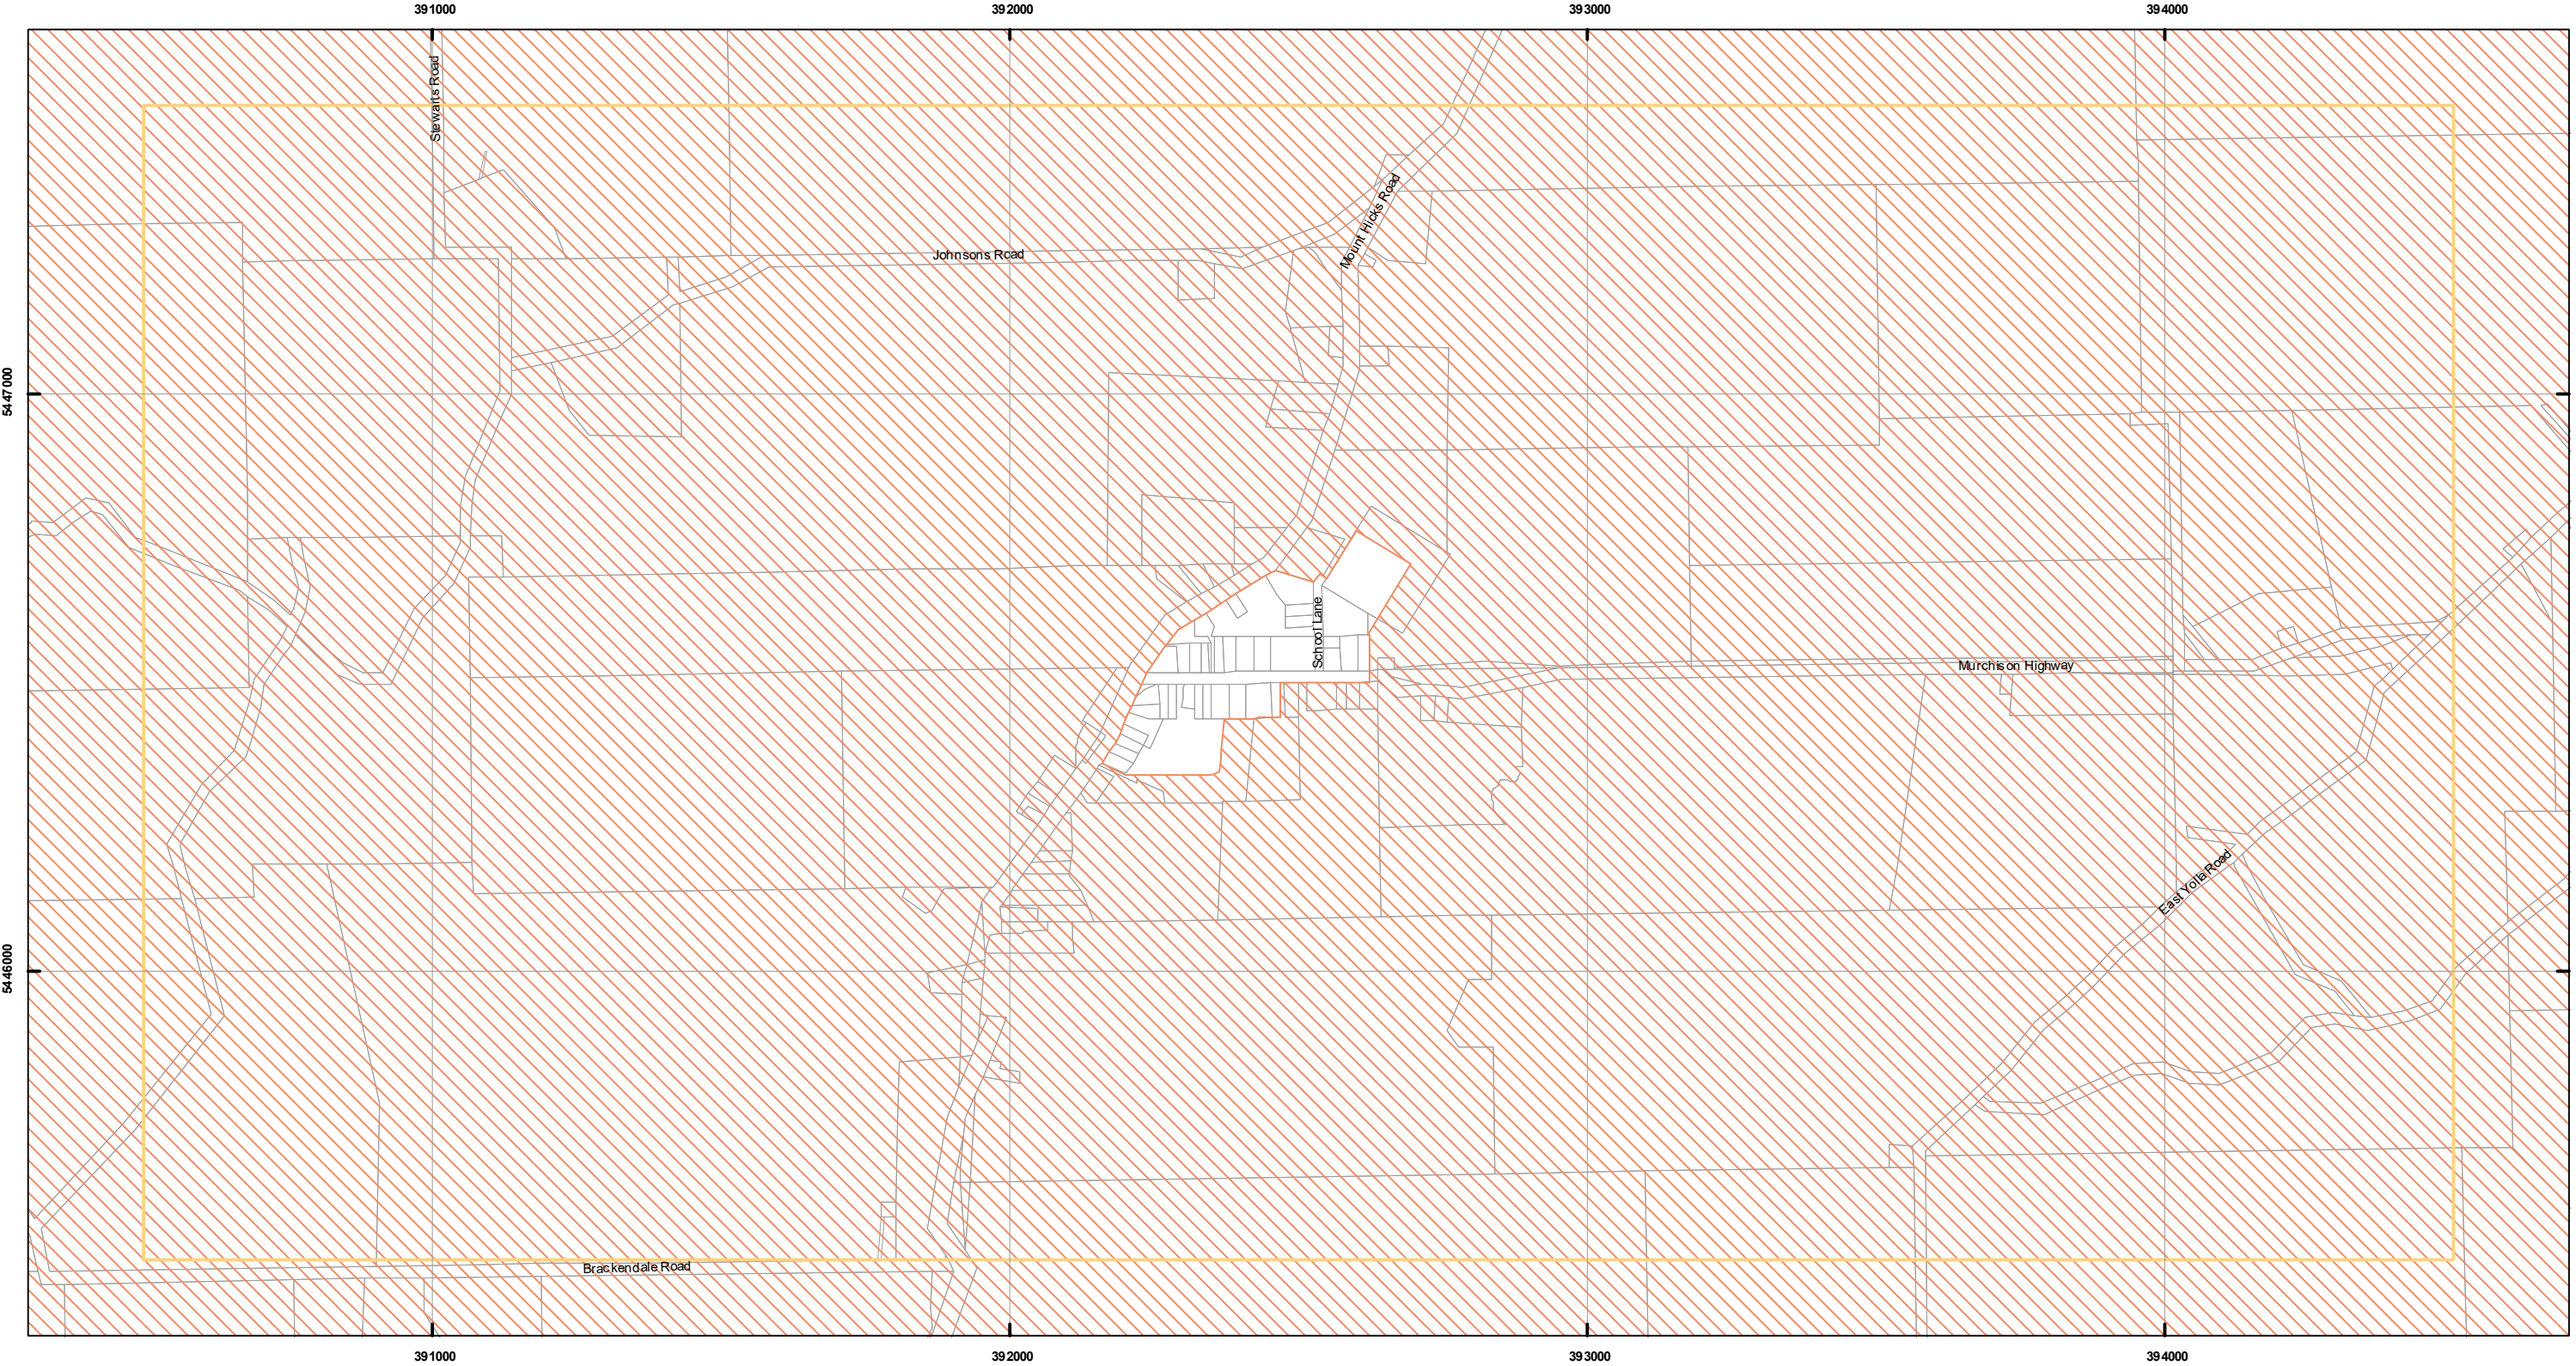 391000
392000
393000
394000
Stewarts Road
Mount Hicks Road
Johnsons Road
5447000
School Lane
Murchison Highway
East Yolla Road
5446000
Brackendale Road
391000
392000
393000
394000